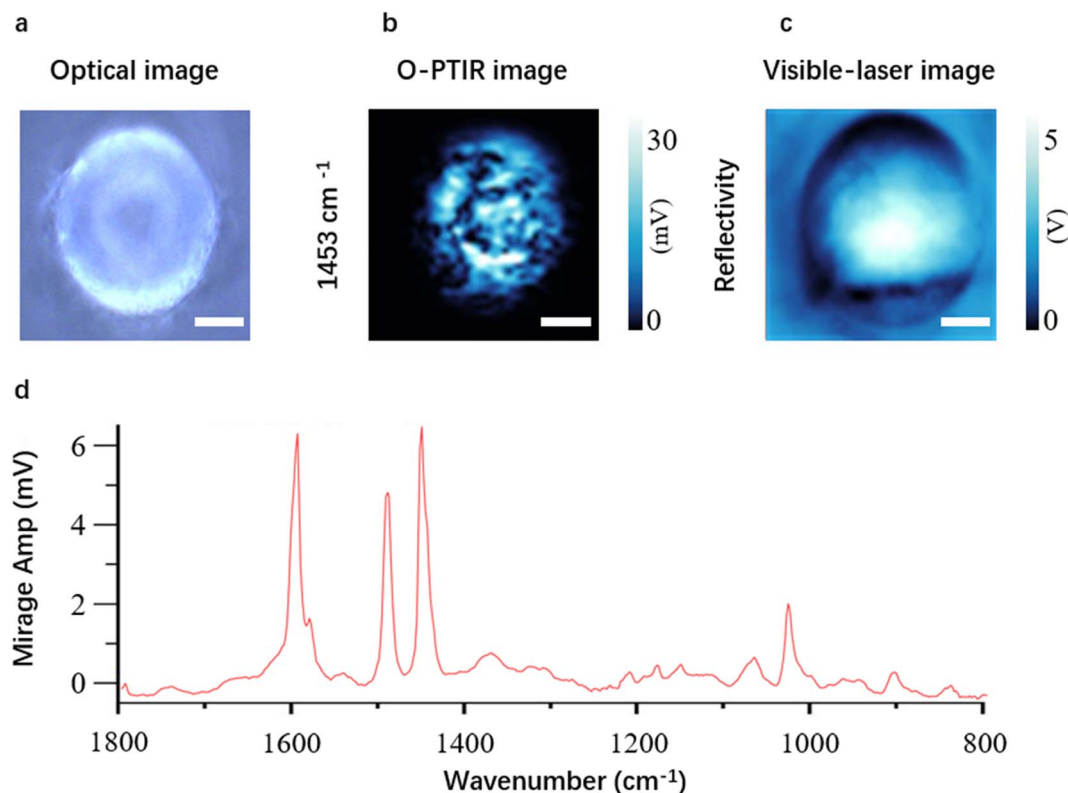 a
Optical image
b
O-PTIR image
1453 cm⁻¹
30
(mV)
0
c
Visible-laser image
Reflectivity
5
(V)
0
d
Mirage Amp (mV)
6
4
2
0
1800 1600 1400 1200 1000 800
Wavenumber (cm⁻¹)